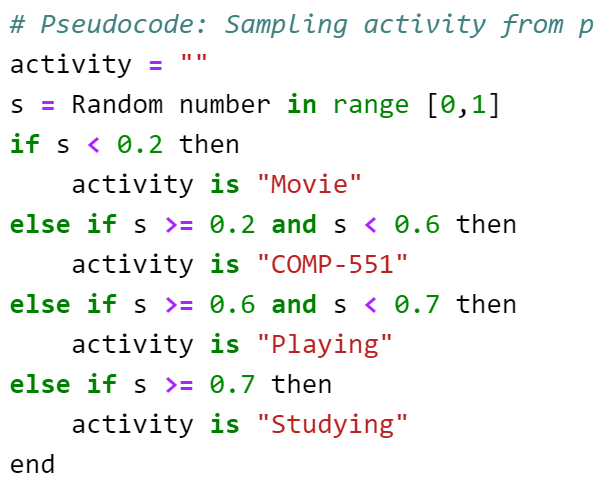 # Pseudocode: Sampling activity from p
activity = ""
s = Random number in range [0,1]
if s < 0.2 then
    activity is "Movie"
else if s >= 0.2 and s < 0.6 then
    activity is "COMP-551"
else if s >= 0.6 and s < 0.7 then
    activity is "Playing"
else if s >= 0.7 then
    activity is "Studying"
end